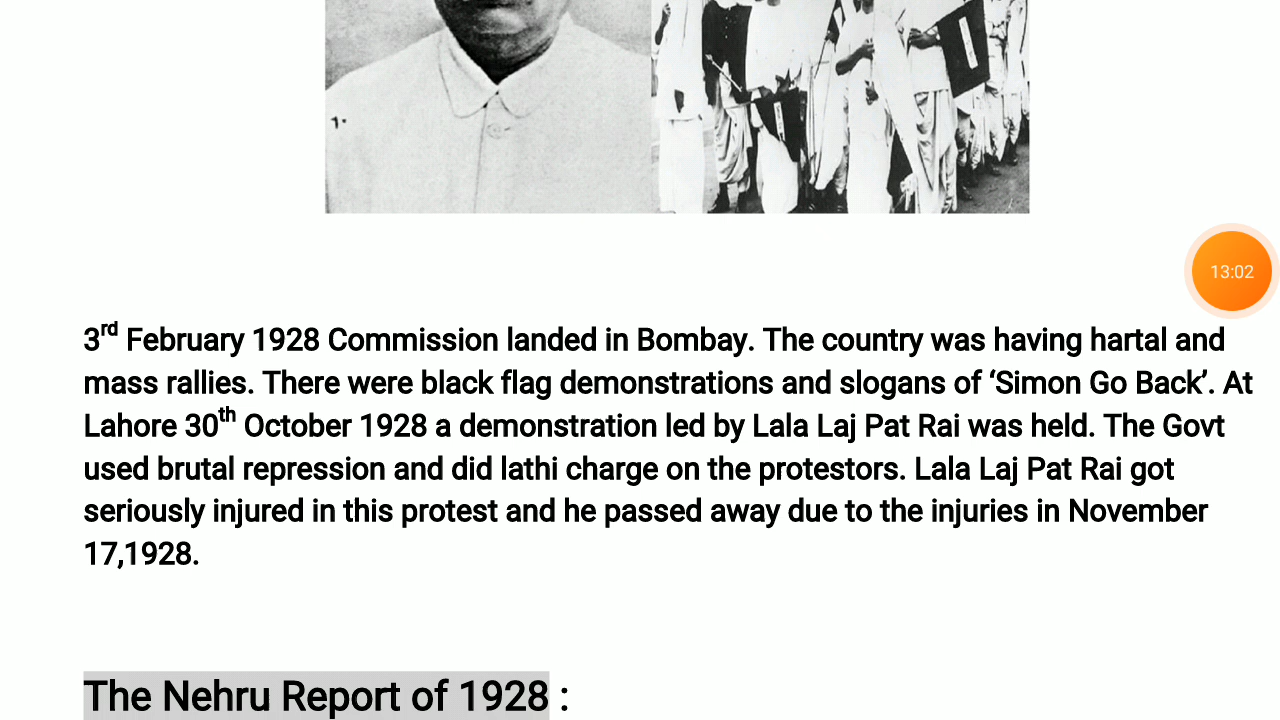 13:02
3rd February 1928 Commission landed in Bombay. The country was having hartal and
mass rallies. There were black flag demonstrations and slogans of ‘Simon Go Back’. At
Lahore 30th October 1928 a demonstration led by Lala Laj Pat Rai was held. The Govt
used brutal repression and did lathi charge on the protestors. Lala Laj Pat Rai got
seriously injured in this protest and he passed away due to the injuries in November
17,1928.
The Nehru Report of 1928 :